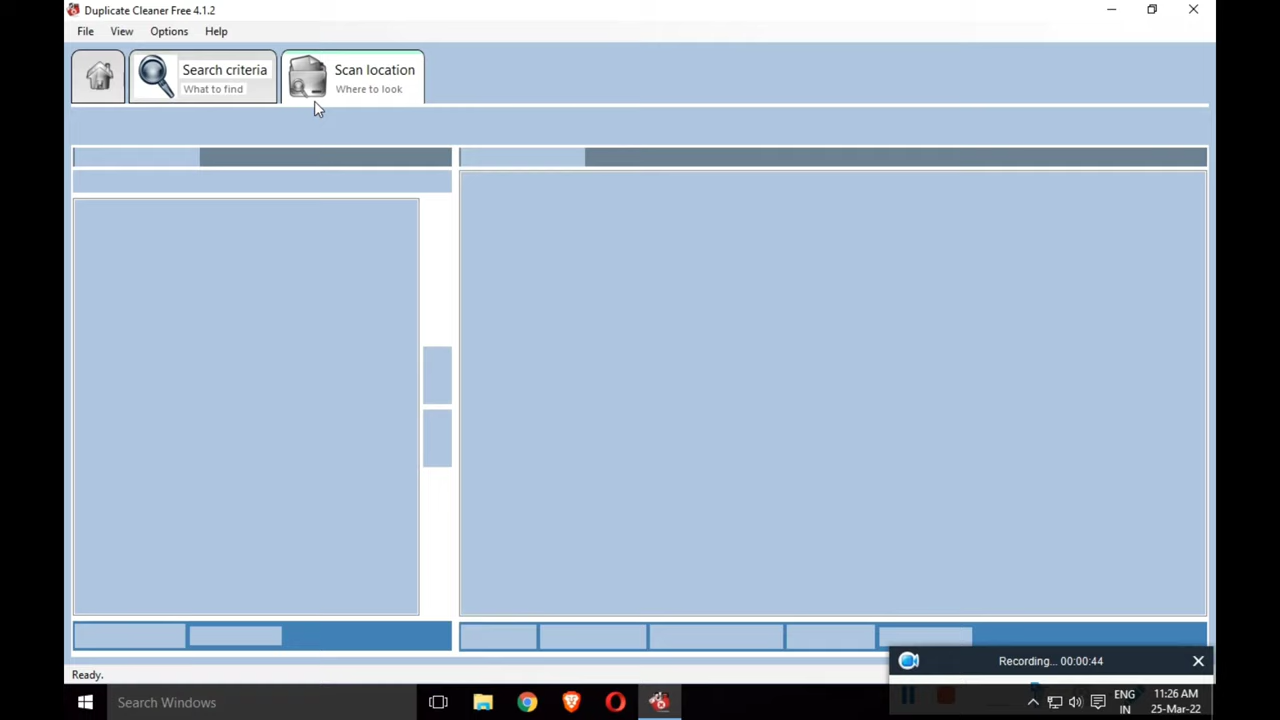 Duplicate Cleaner Free 4.1.2
File View Options Help
Search criteria
What to find
Scan location
Where to look
Ready.
Recording... 00:00:44
Search Windows
ENG
IN
11:26 AM
25-Mar-22